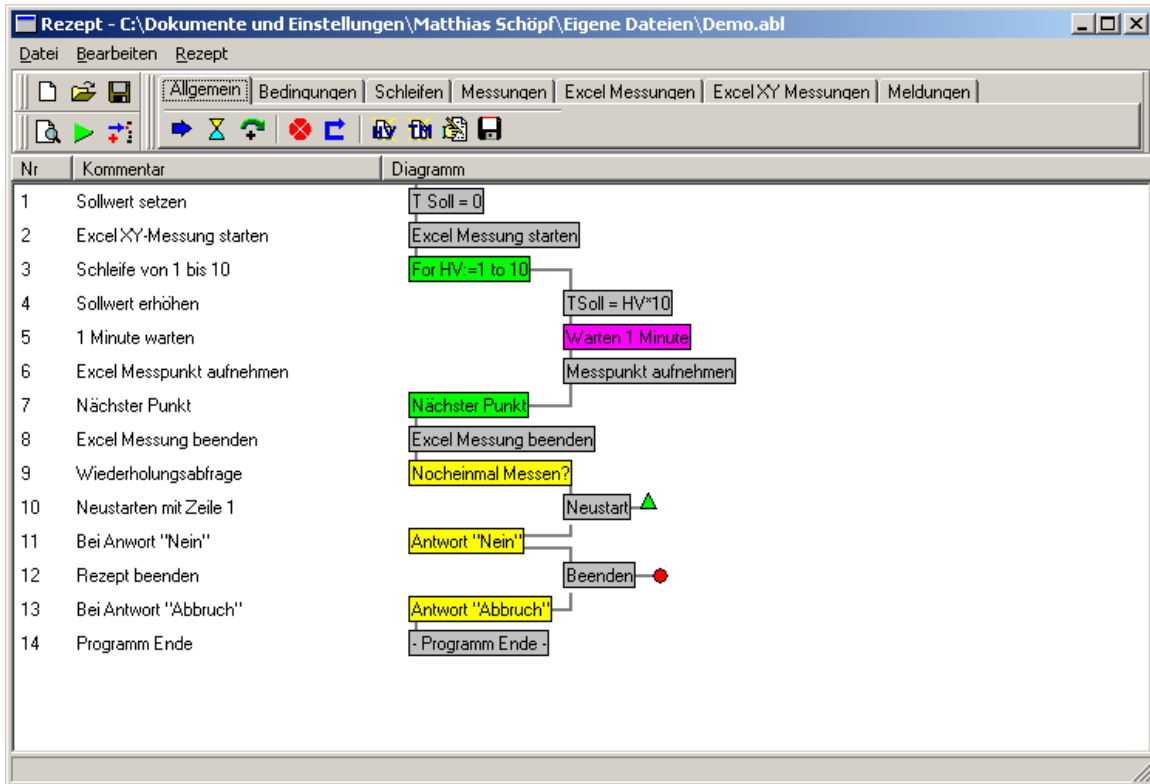 Rezept - C:\Dokumente und Einstellungen\Matthias Schöpf\Eigene Dateien\Demo.abl
Datei Bearbeiten Rezept
Allgemein Bedingungen Schleifen Messungen Excel Messungen Excel XY Messungen Meldungen
HV TM
Nr Kommentar Diagramm
1 Sollwert setzen T Soll = 0
2 Excel XY-Messung starten Excel Messung starten
3 Schleife von 1 bis 10 For HV:=1 to 10
4 Sollwert erhöhen TSoll = HV*10
5 1 Minute warten Warten 1 Minute
6 Excel Messpunkt aufnehmen Messpunkt aufnehmen
7 Nächster Punkt Nächster Punkt
8 Excel Messung beenden Excel Messung beenden
9 Wiederholungsabfrage Nocheinmal Messen?
10 Neustarten mit Zeile 1 Neustart
11 Bei Anwort "Nein" Antwort "Nein"
12 Rezept beenden Beenden
13 Bei Antwort "Abbruch" Antwort "Abbruch"
14 Programm Ende - Programm Ende -